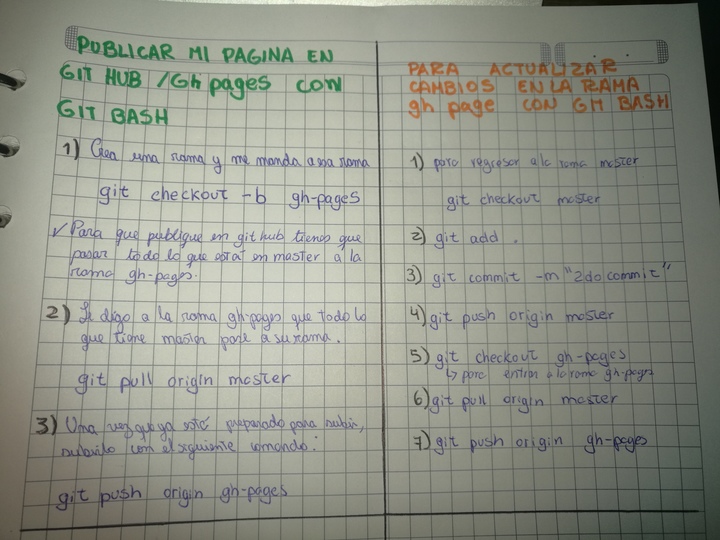 PUBLICAR MI PAGINA EN
GIT HUB /Gh pages con
GIT BASH
1) Crea una rama y me manda a esa rama
git checkout -b gh-pages
✓ Para que publique en git hub tienes que
pasar todo lo que está en master a la
rama gh-pages.
2) Le digo a la rama gh-pages que todo lo
que tiene master pase a su rama.
git pull origin master
3) Una vez que ya esté preparado para subir,
subirlo con el siguiente comando:
git push origin gh-pages
PARA ACTUALIZAR
CAMBIOS EN LA RAMA
gh page CON GIT BASH
1) para regresar a la rama master
git checkout master
2) git add .
3) git commit -m "2do commit"
4) git push origin master
5) git checkout gh-pages
↳ para entrar a la rama gh-pages
6) git pull origin master
7) git push origin gh-pages